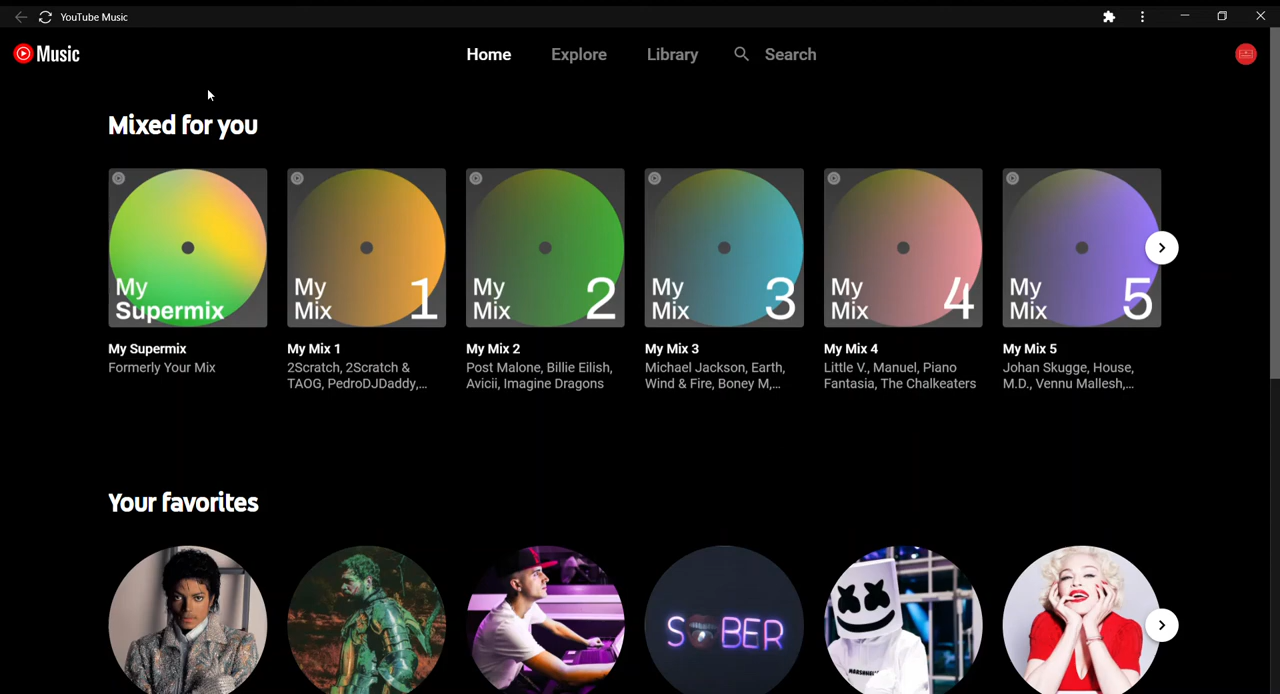 YouTube Music
Music
Home
Explore
Library
Search
Mixed for you
My
Supermix
My
Mix
1
My
Mix
2
My
Mix
3
My
Mix
4
My
Mix
5
My Supermix
Formerly Your Mix
My Mix 1
2Scratch, 2Scratch &
TAOG, PedroDJDaddy,...
My Mix 2
Post Malone, Billie Eilish,
Avicii, Imagine Dragons
My Mix 3
Michael Jackson, Earth,
Wind & Fire, Boney M,...
My Mix 4
Little V., Manuel, Piano
Fantasia, The Chalkeaters
My Mix 5
Johan Skugge, House,
M.D., Vennu Mallesh,...
Your favorites
SOBER
MARSHMELLO